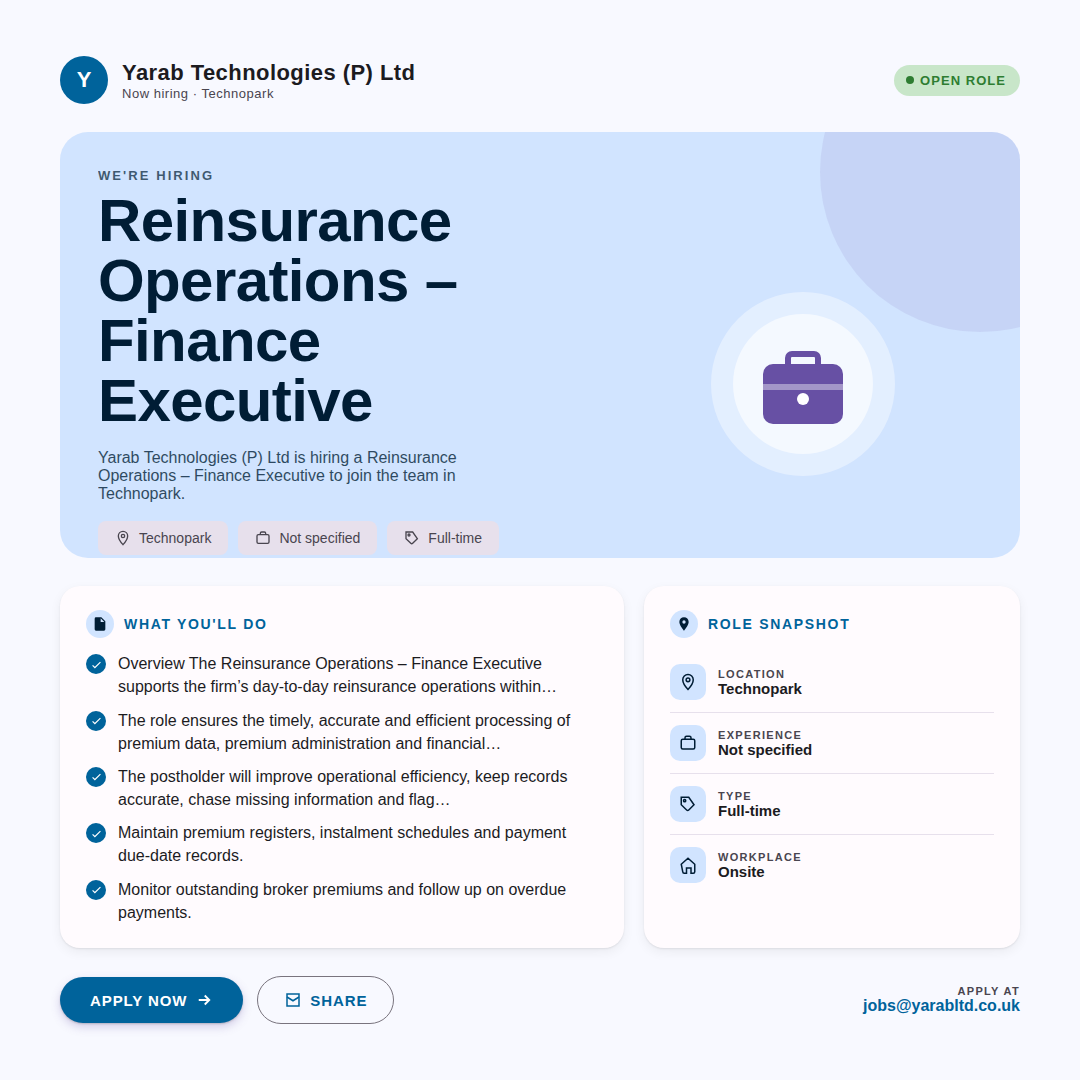 Y
Yarab Technologies (P) Ltd
Now hiring · Technopark
OPEN ROLE
WE'RE HIRING
Reinsurance
Operations –
Finance
Executive
Yarab Technologies (P) Ltd is hiring a Reinsurance
Operations – Finance Executive to join the team in
Technopark.
Technopark
Not specified
Full-time
WHAT YOU'LL DO
Overview The Reinsurance Operations – Finance Executive
supports the firm’s day-to-day reinsurance operations within…
The role ensures the timely, accurate and efficient processing of
premium data, premium administration and financial…
The postholder will improve operational efficiency, keep records
accurate, chase missing information and flag…
Maintain premium registers, instalment schedules and payment
due-date records.
Monitor outstanding broker premiums and follow up on overdue
payments.
ROLE SNAPSHOT
LOCATION
Technopark
EXPERIENCE
Not specified
TYPE
Full-time
WORKPLACE
Onsite
APPLY NOW
SHARE
APPLY AT
jobs@yarabltd.co.uk